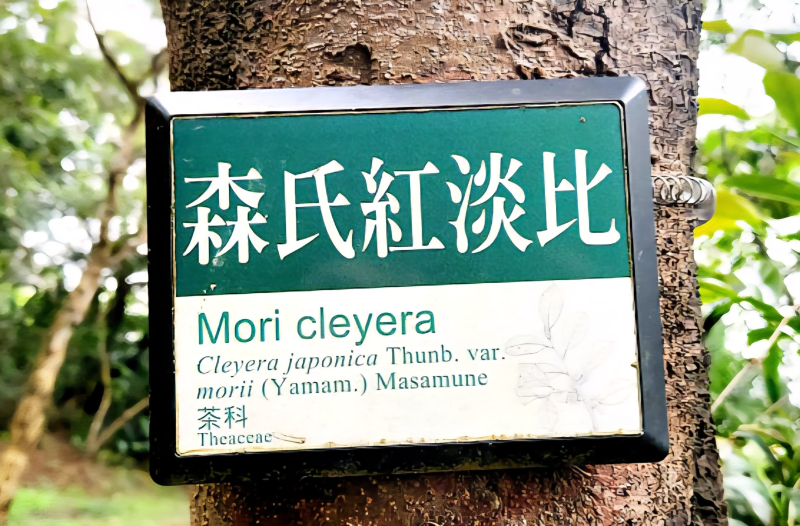 森氏紅淡比
Mori cleyera
Cleyera japonica Thunb. var.
morii (Yamam.) Masamune
茶科
Theaceae